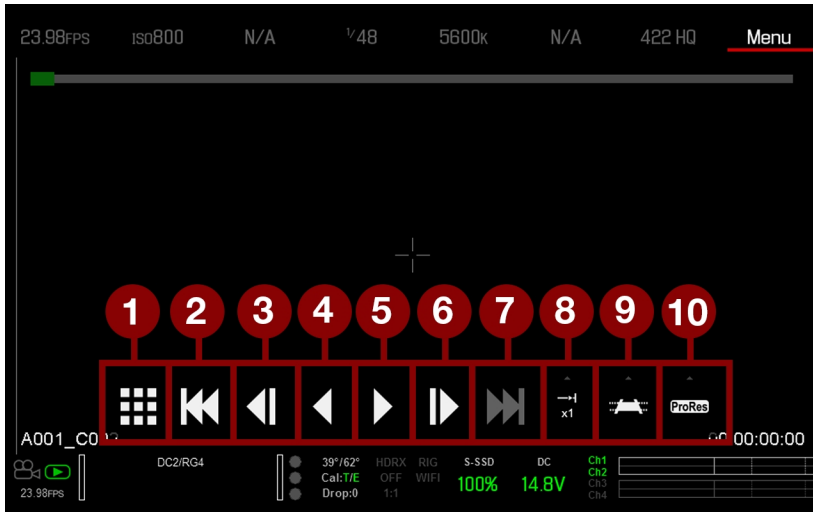 23.98FPS ISO800 N/A 1/48 5600K N/A 422 HQ Menu
1 2 3 4 5 6 7 8 9 10
x1 ProRes
A001_C0 00:00:00
DC2/RG4 39°/62° HDRX RIG S-SSD DC Ch1
Cal:T/E OFF WIFI 100% 14.8V Ch2
23.98FPS Drop:0 1:1 Ch3
Ch4